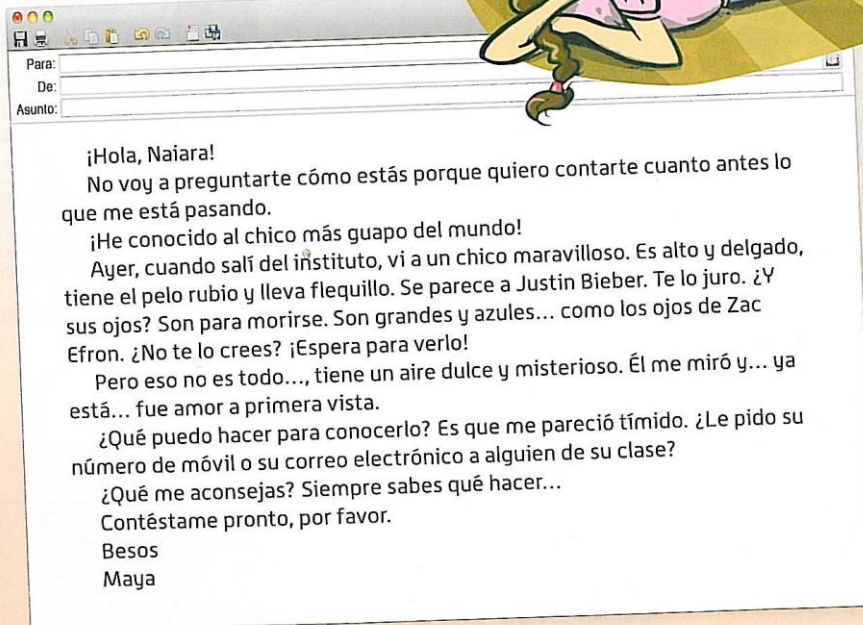 Para:
De:
Asunto:
¡Hola, Naiara!
No voy a preguntarte cómo estás porque quiero contarte cuanto antes lo
que me está pasando.
¡He conocido al chico más guapo del mundo!
Ayer, cuando salí del instituto, vi a un chico maravilloso. Es alto y delgado,
tiene el pelo rubio y lleva flequillo. Se parece a Justin Bieber. Te lo juro. ¿Y
sus ojos? Son para morirse. Son grandes y azules... como los ojos de Zac
Efron. ¿No te lo crees? ¡Espera para verlo!
Pero eso no es todo..., tiene un aire dulce y misterioso. Él me miró y... ya
está... fue amor a primera vista.
¿Qué puedo hacer para conocerlo? Es que me pareció tímido. ¿Le pido su
número de móvil o su correo electrónico a alguien de su clase?
¿Qué me aconsejas? Siempre sabes qué hacer...
Contéstame pronto, por favor.
Besos
Maya